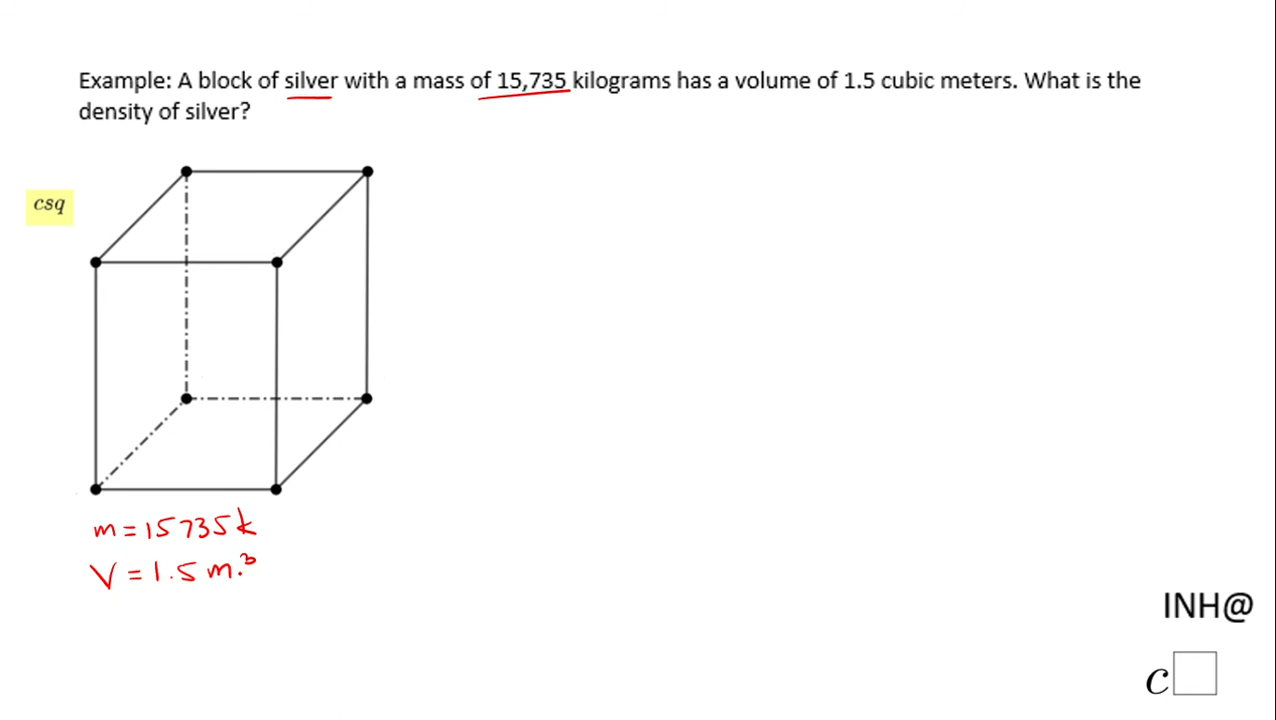 Example: A block of silver with a mass of 15,735 kilograms has a volume of 1.5 cubic meters. What is the
density of silver?
csq
m = 15735k
V = 1.5 m.³
INH@
c